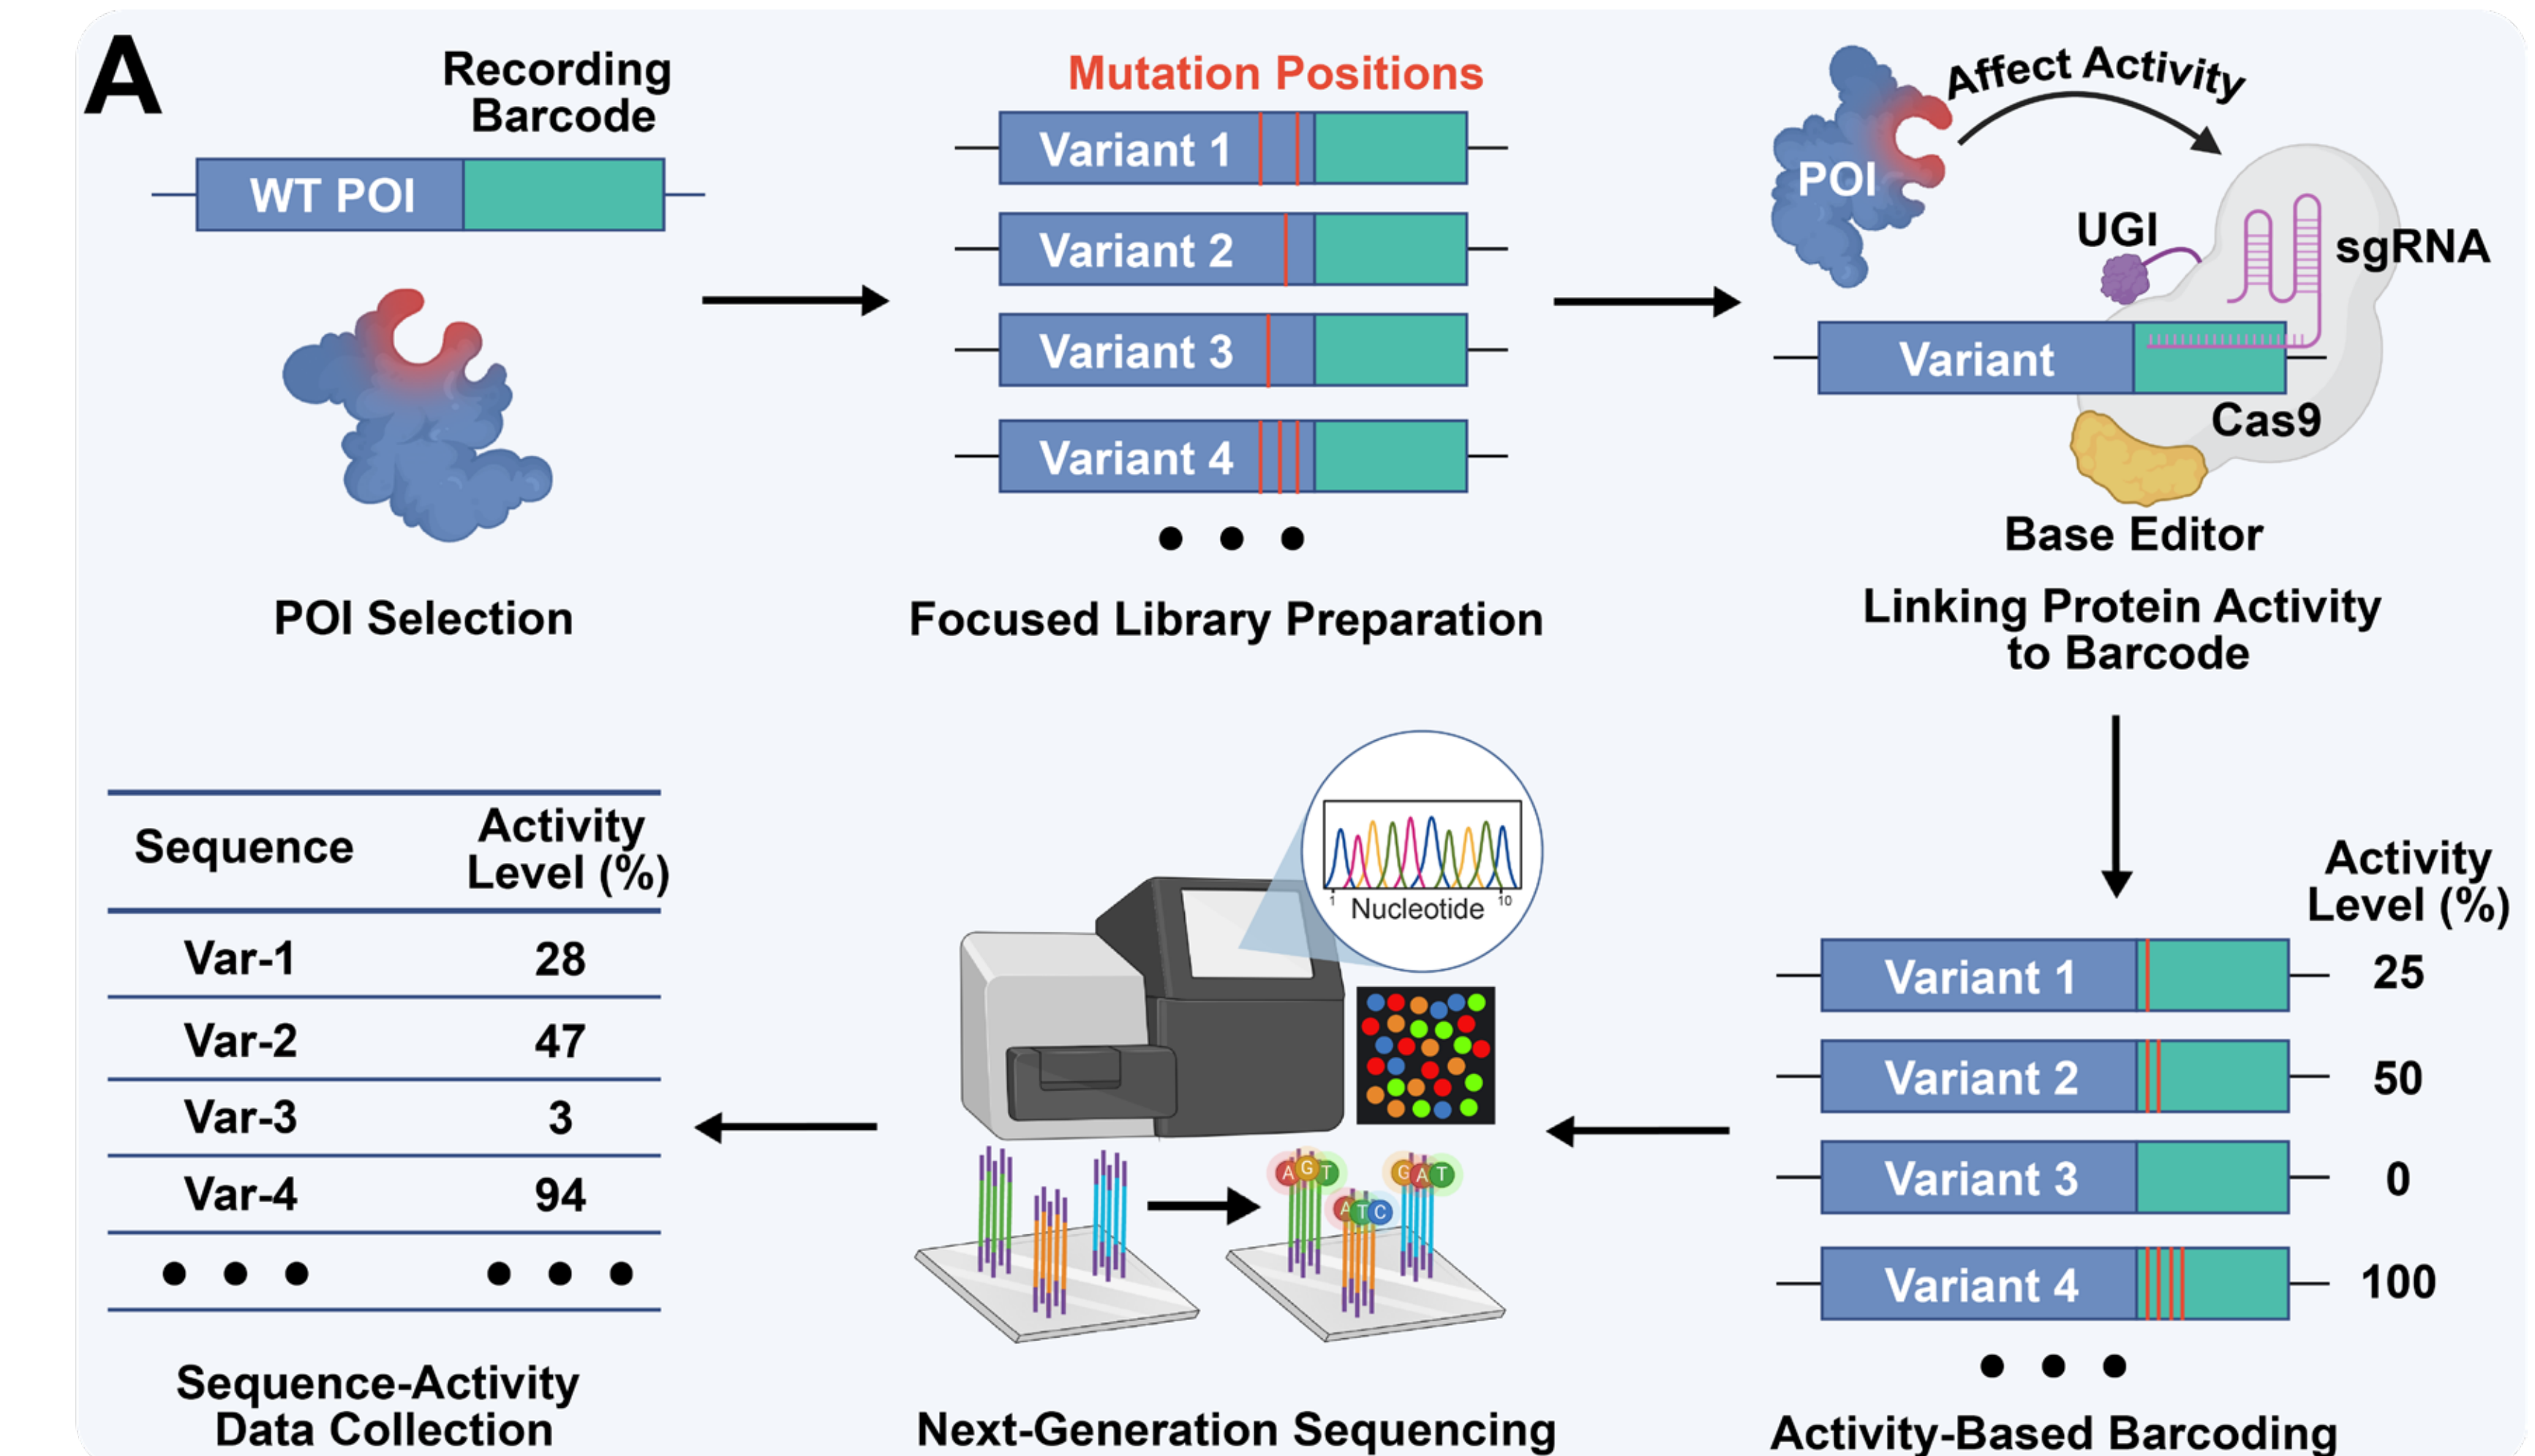 A
Recording
Barcode
WT POI
POI Selection
Mutation Positions
Variant 1
Variant 2
Variant 3
Variant 4
Focused Library Preparation
Affect Activity
POI
UGI
sgRNA
Variant
Cas9
Base Editor
Linking Protein Activity
to Barcode
Activity
Level (%)
Variant 1 25
Variant 2 50
Variant 3 0
Variant 4 100
Activity-Based Barcoding
1 Nucleotide 10
A G T
A T C
G A T
Next-Generation Sequencing
Sequence Activity
Level (%)
Var-1 28
Var-2 47
Var-3 3
Var-4 94
Sequence-Activity
Data Collection